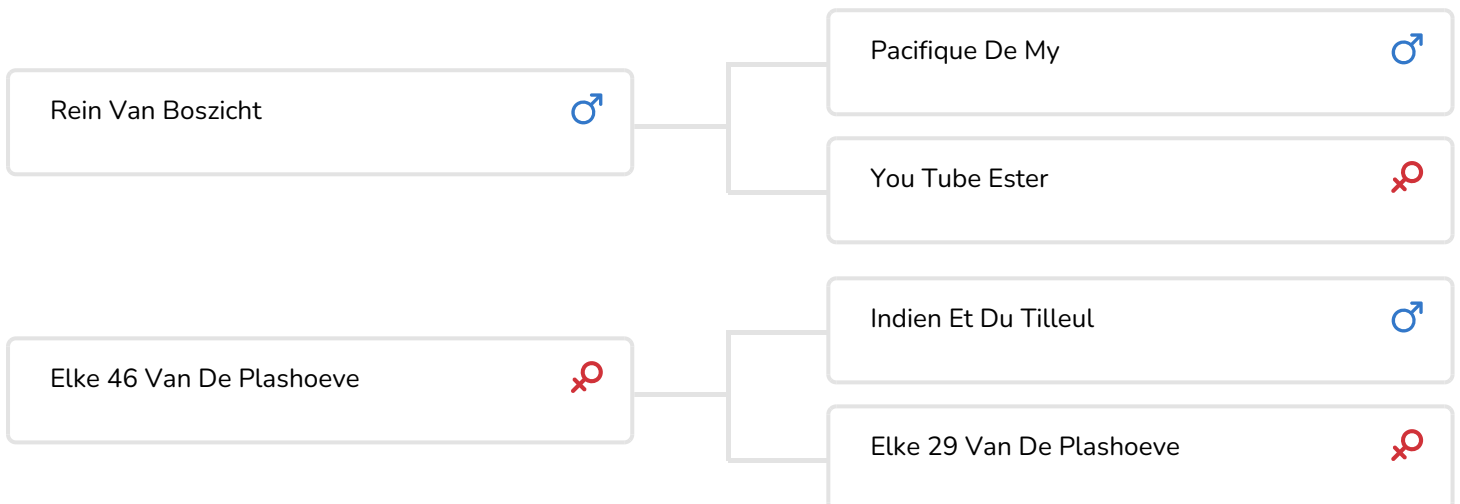 Pacifique De My
Rein Van Boszicht
You Tube Ester
Indien Et Du Tilleul
Elke 46 Van De Plashoeve
Elke 29 Van De Plashoeve